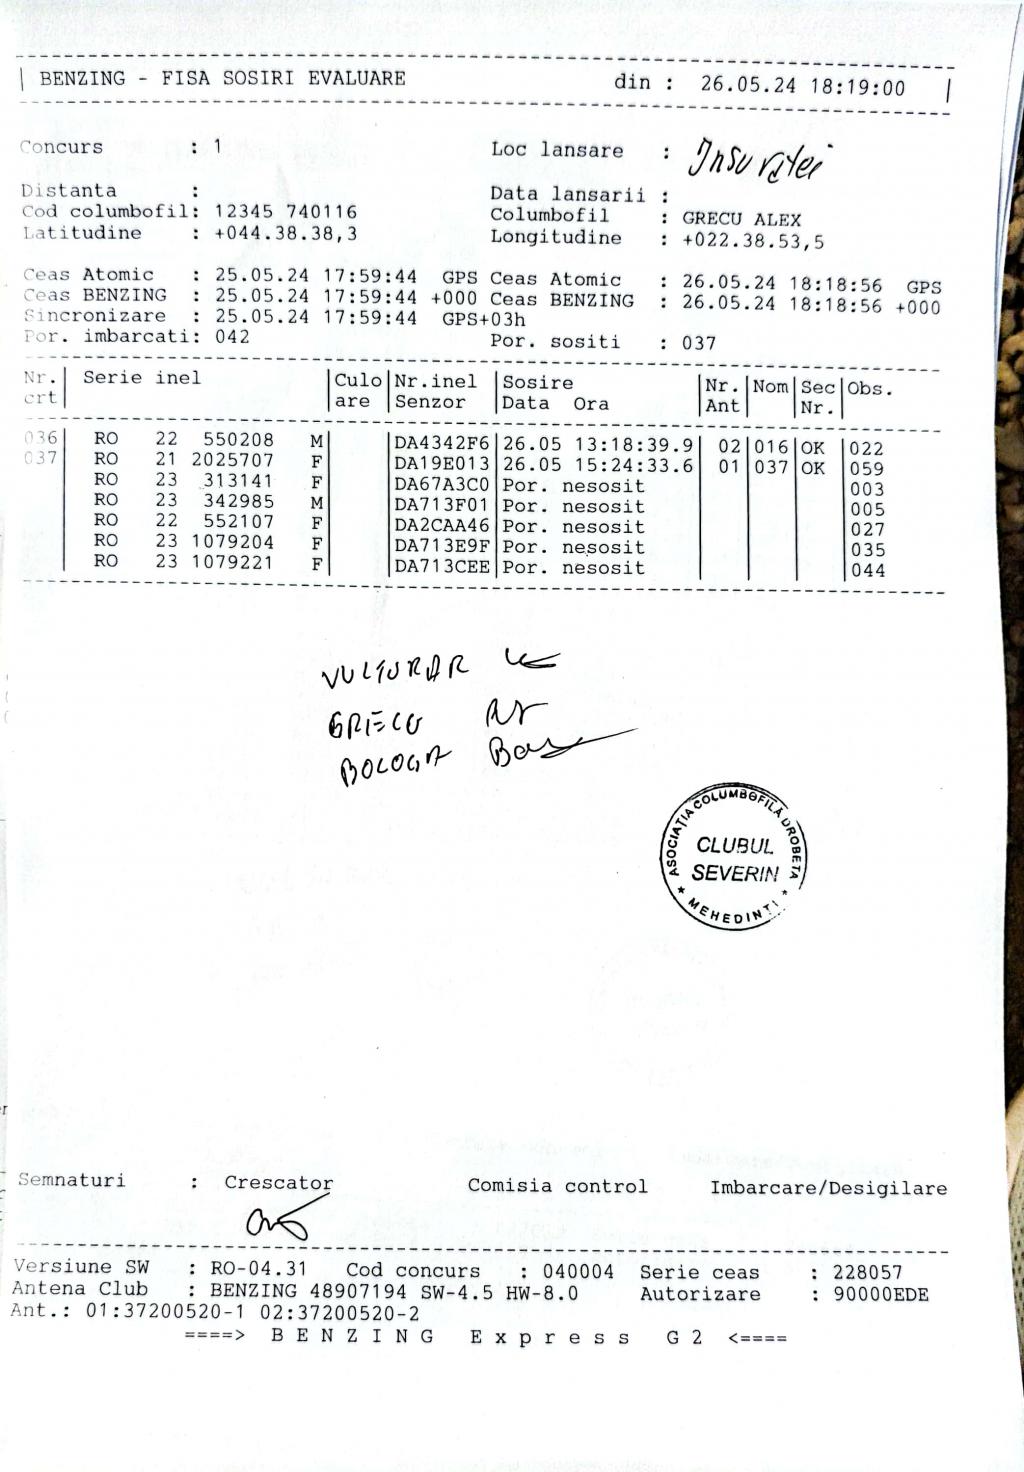 BENZING - FISA SOSIRI EVALUARE din : 26.05.24 18:19:00
Concurs : 1 Loc lansare : Insuratei
Distanta : Data lansarii :
Cod columbofil: 12345 740116 Columbofil : GRECU ALEX
Latitudine : +044.38.38,3 Longitudine : +022.38.53,5
Ceas Atomic : 25.05.24 17:59:44 GPS Ceas Atomic : 26.05.24 18:18:56 GPS
Ceas BENZING : 25.05.24 17:59:44 +000 Ceas BENZING : 26.05.24 18:18:56 +000
Sincronizare : 25.05.24 17:59:44 GPS+03h
Por. imbarcati: 042 Por. sositi : 037
Nr. Serie inel Culo Nr.inel Sosire Nr. Nom Sec Obs.
crt are Senzor Data Ora Ant Nr.
036 RO 22 550208 M DA4342F6 26.05 13:18:39.9 02 016 OK 022
037 RO 21 2025707 F DA19E013 26.05 15:24:33.6 01 037 OK 059
RO 23 313141 F DA67A3C0 Por. nesosit 003
RO 23 342985 M DA713F01 Por. nesosit 005
RO 22 552107 F DA2CAA46 Por. nesosit 027
RO 23 1079204 F DA713E9F Por. nesosit 035
RO 23 1079221 F DA713CEE Por. nesosit 044
VULTURAR
GRECU
BOLOGA
ASOCIAȚIA COLUMBOFILĂ DROBETA
CLUBUL
SEVERIN
* MEHEDINTI *
Semnaturi : Crescator Comisia control Imbarcare/Desigilare
Versiune SW : RO-04.31 Cod concurs : 040004 Serie ceas : 228057
Antena Club : BENZING 48907194 SW-4.5 HW-8.0 Autorizare : 90000EDE
Ant.: 01:37200520-1 02:37200520-2
====> B E N Z I N G E x p r e s s G 2 <====